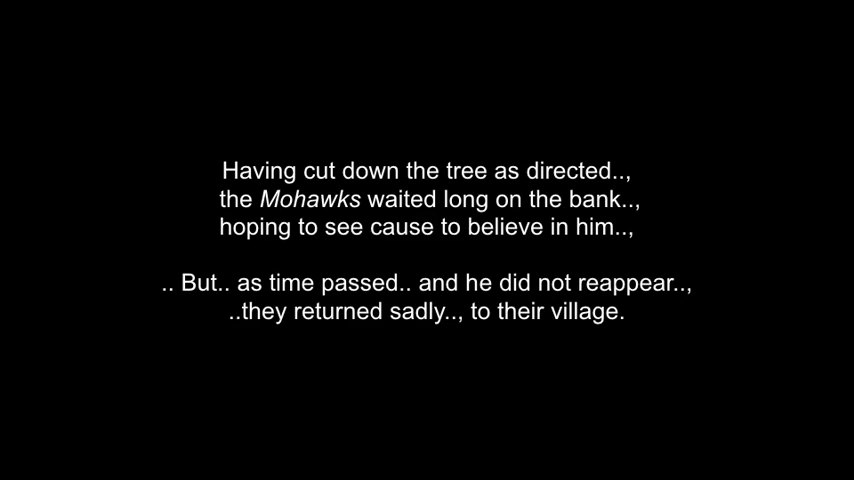 Having cut down the tree as directed..,
the Mohawks waited long on the bank..,
hoping to see cause to believe in him..,
.. But.. as time passed.. and he did not reappear..,
..they returned sadly.., to their village.